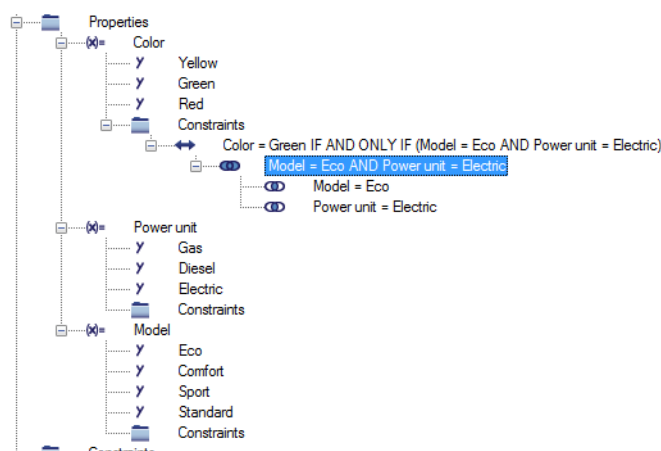 Properties
(x)= Color
Yellow
Green
Red
Constraints
Color = Green IF AND ONLY IF (Model = Eco AND Power unit = Electric)
Model = Eco AND Power unit = Electric
Model = Eco
Power unit = Electric
(x)= Power unit
Gas
Diesel
Electric
Constraints
(x)= Model
Eco
Comfort
Sport
Standard
Constraints
Constraints